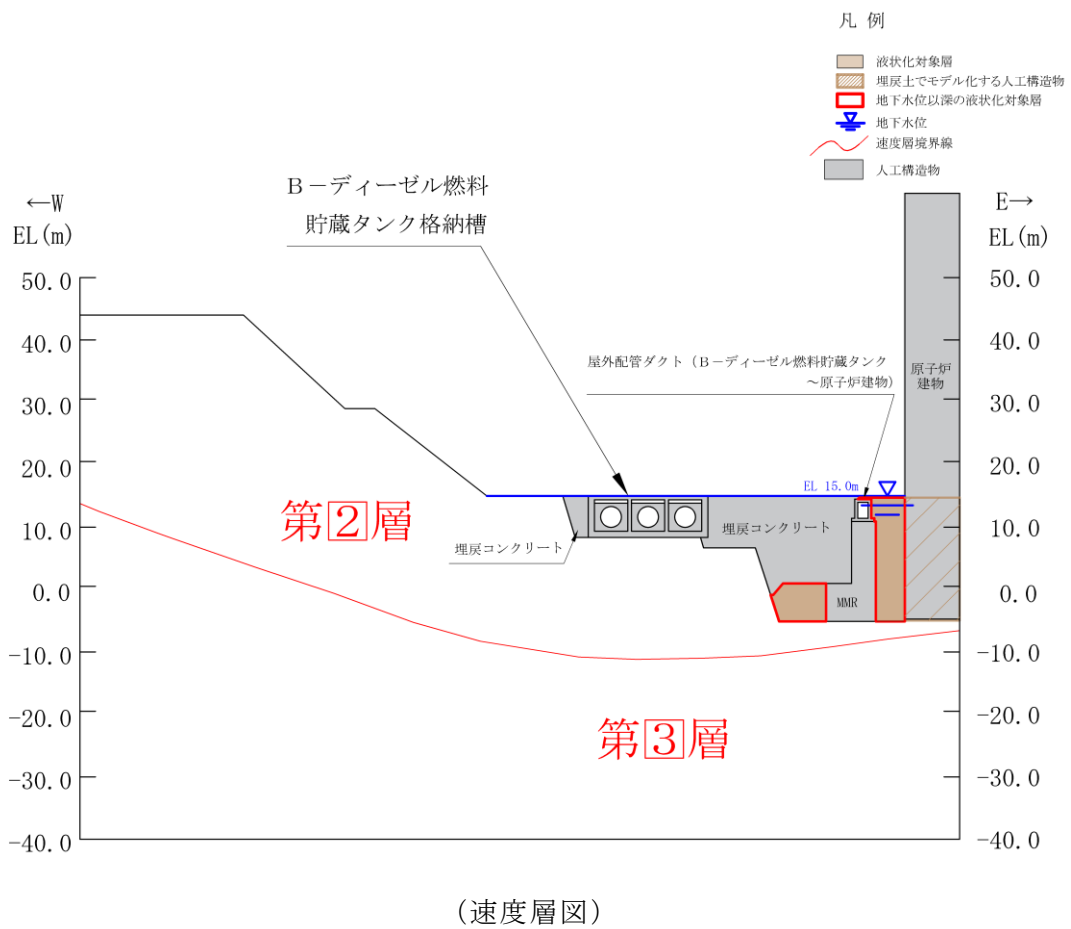 凡 例
液状化対象層
埋戻土でモデル化する人工構造物
地下水位以深の液状化対象層
地下水位
速度層境界線
人工構造物
B－ディーゼル燃料
貯蔵タンク格納槽
←W
EL(m)
E→
EL(m)
50.0
40.0
30.0
20.0
10.0
0.0
-10.0
-20.0
-30.0
-40.0
屋外配管ダクト（B－ディーゼル燃料貯蔵タンク
～原子炉建物）
原子炉
建物
EL 15.0m
第2層
埋戻コンクリート
埋戻コンクリート
MMR
第3層
50.0
40.0
30.0
20.0
10.0
0.0
-10.0
-20.0
-30.0
-40.0
（速度層図）